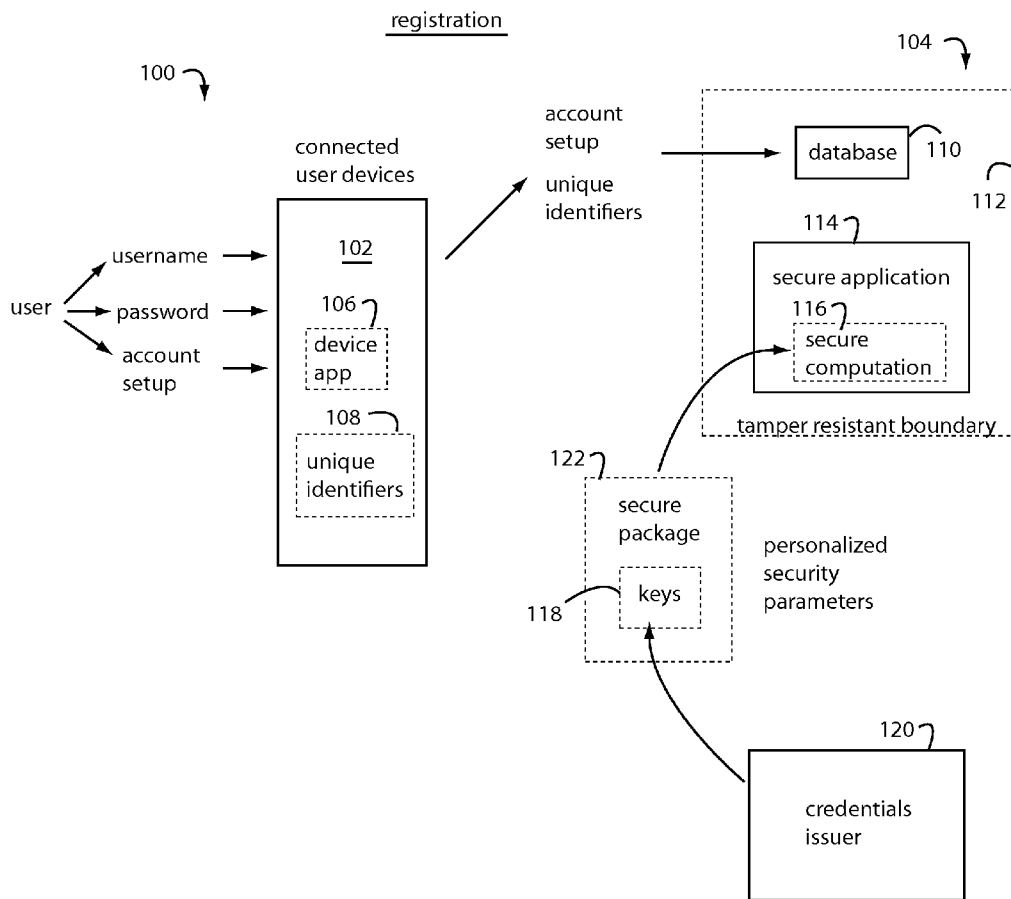 registration
100
104
connected
user devices
account
setup
unique
identifiers
database
110
112
102
username
user
password
account
setup
106
device
app
108
unique
identifiers
114
secure application
116
secure
computation
tamper resistant boundary
122
secure
package
118
keys
personalized
security
parameters
120
credentials
issuer